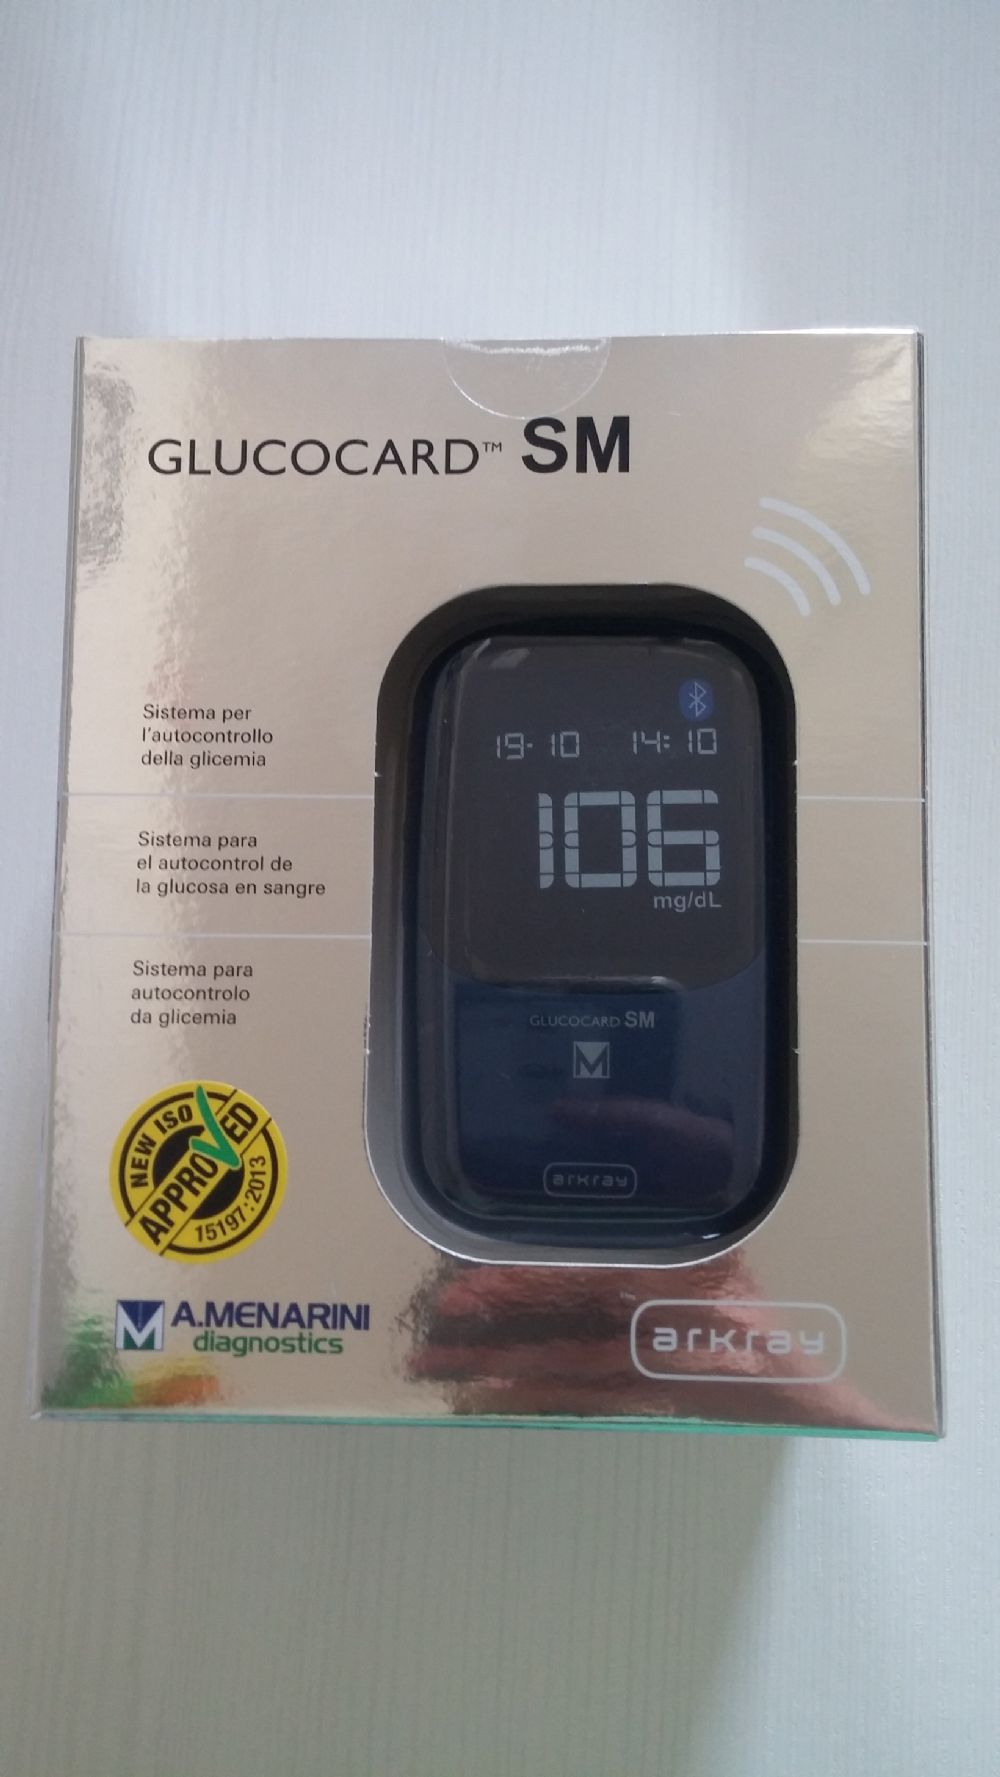 GLUCOCARD™ SM
19-10 14:10
106
mg/dL
GLUCOCARD SM
arkray
Sistema per
l'autocontrollo
della glicemia
Sistema para
el autocontrol de
la glucosa en sangre
Sistema para
autocontrolo
da glicemia
NEW ISO
APPROVED
15197:2013
A.MENARINI
diagnostics
arkray